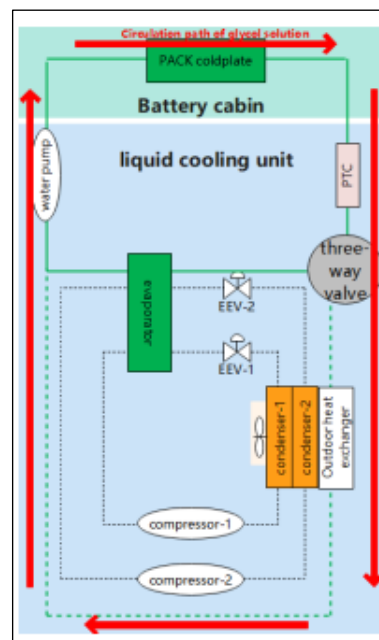 Circulation path of glycol solution
PACK coldplate
Battery cabin
liquid cooling unit
water pump
PTC
three-
way
valve
evaporator
EEV-2
EEV-1
condenser-1
condenser-2
Outdoor heat
exchanger
compressor-1
compressor-2